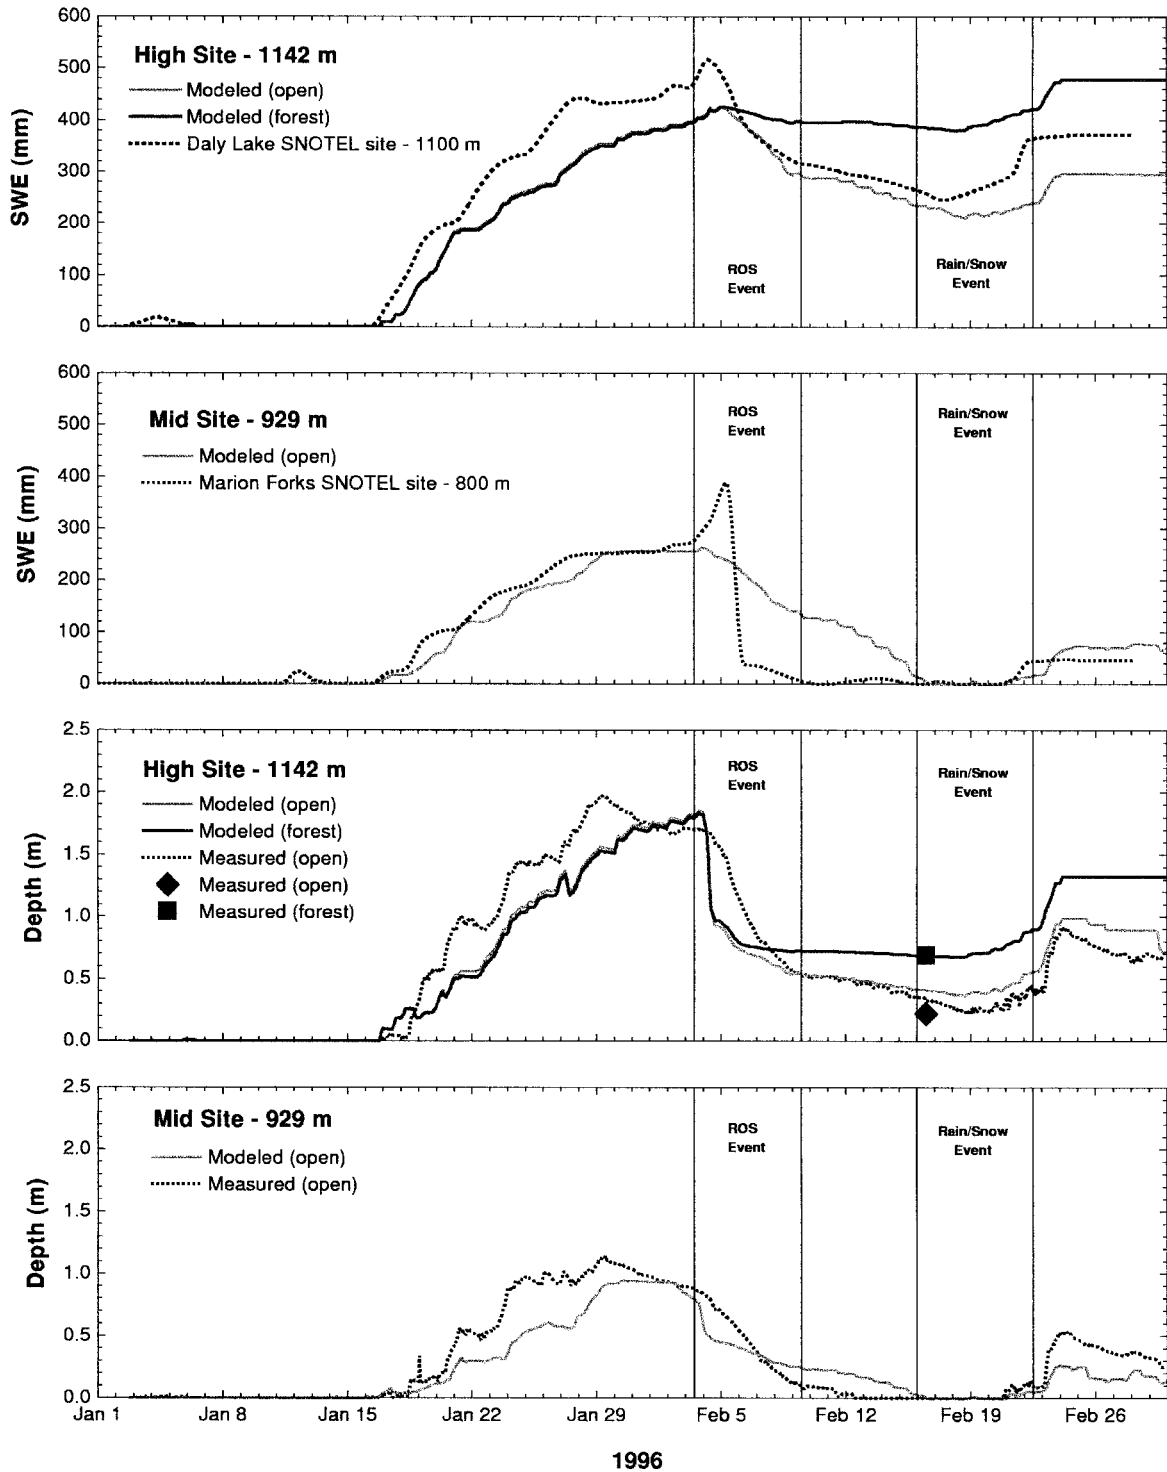 600
500
400
300
200
100
0
SWE (mm)
High Site - 1142 m
Modeled (open)
Modeled (forest)
Daly Lake SNOTEL site - 1100 m
ROS
Event
Rain/Snow
Event
600
500
400
300
200
100
0
SWE (mm)
Mid Site - 929 m
Modeled (open)
Marion Forks SNOTEL site - 800 m
ROS
Event
Rain/Snow
Event
2.5
2.0
1.5
1.0
0.5
0.0
Depth (m)
High Site - 1142 m
Modeled (open)
Modeled (forest)
Measured (open)
Measured (open)
Measured (forest)
ROS
Event
Rain/Snow
Event
2.5
2.0
1.5
1.0
0.5
0.0
Depth (m)
Mid Site - 929 m
Modeled (open)
Measured (open)
ROS
Event
Rain/Snow
Event
Jan 1 Jan 8 Jan 15 Jan 22 Jan 29 Feb 5 Feb 12 Feb 19 Feb 26
1996